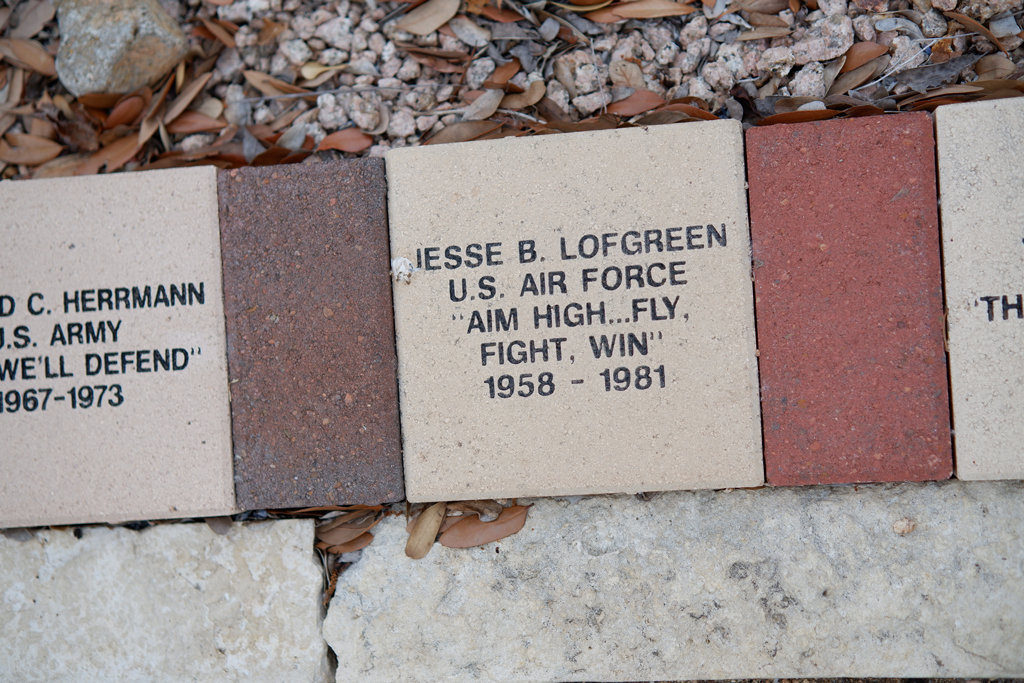 D C. HERRMANN
U.S. ARMY
WE'LL DEFEND"
1967-1973
JESSE B. LOFGREEN
U.S. AIR FORCE
"AIM HIGH...FLY,
FIGHT, WIN"
1958 - 1981
"TH